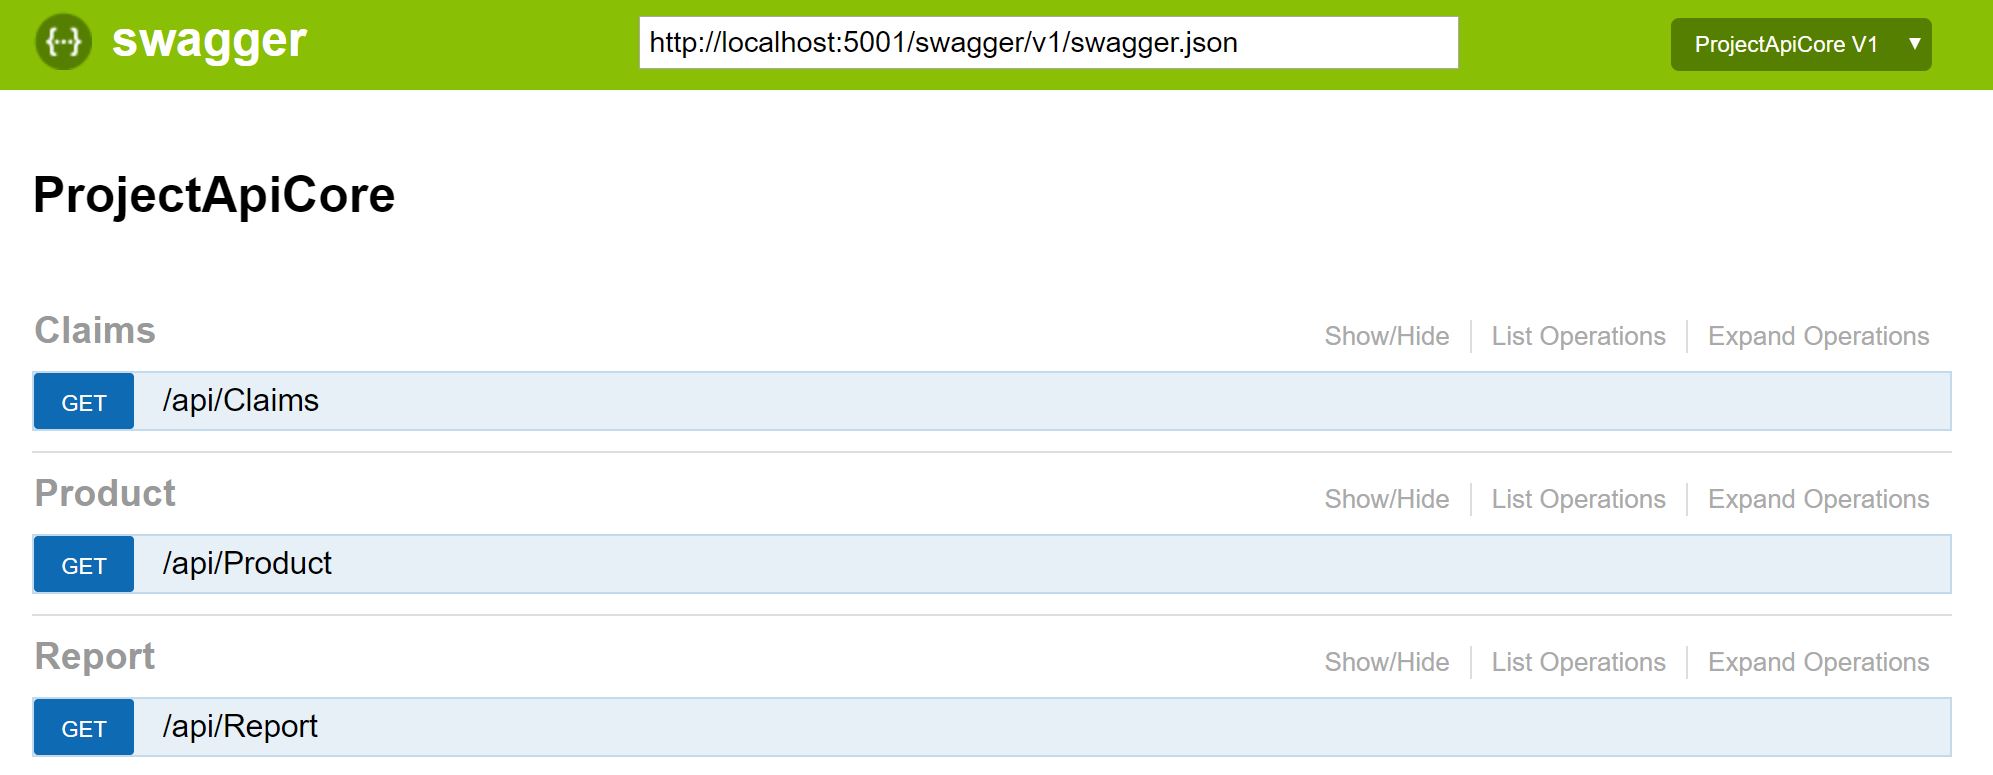 {···} swagger http://localhost:5001/swagger/v1/swagger.json ProjectApiCore V1 ▼
ProjectApiCore
Claims Show/Hide List Operations Expand Operations
GET /api/Claims
Product Show/Hide List Operations Expand Operations
GET /api/Product
Report Show/Hide List Operations Expand Operations
GET /api/Report